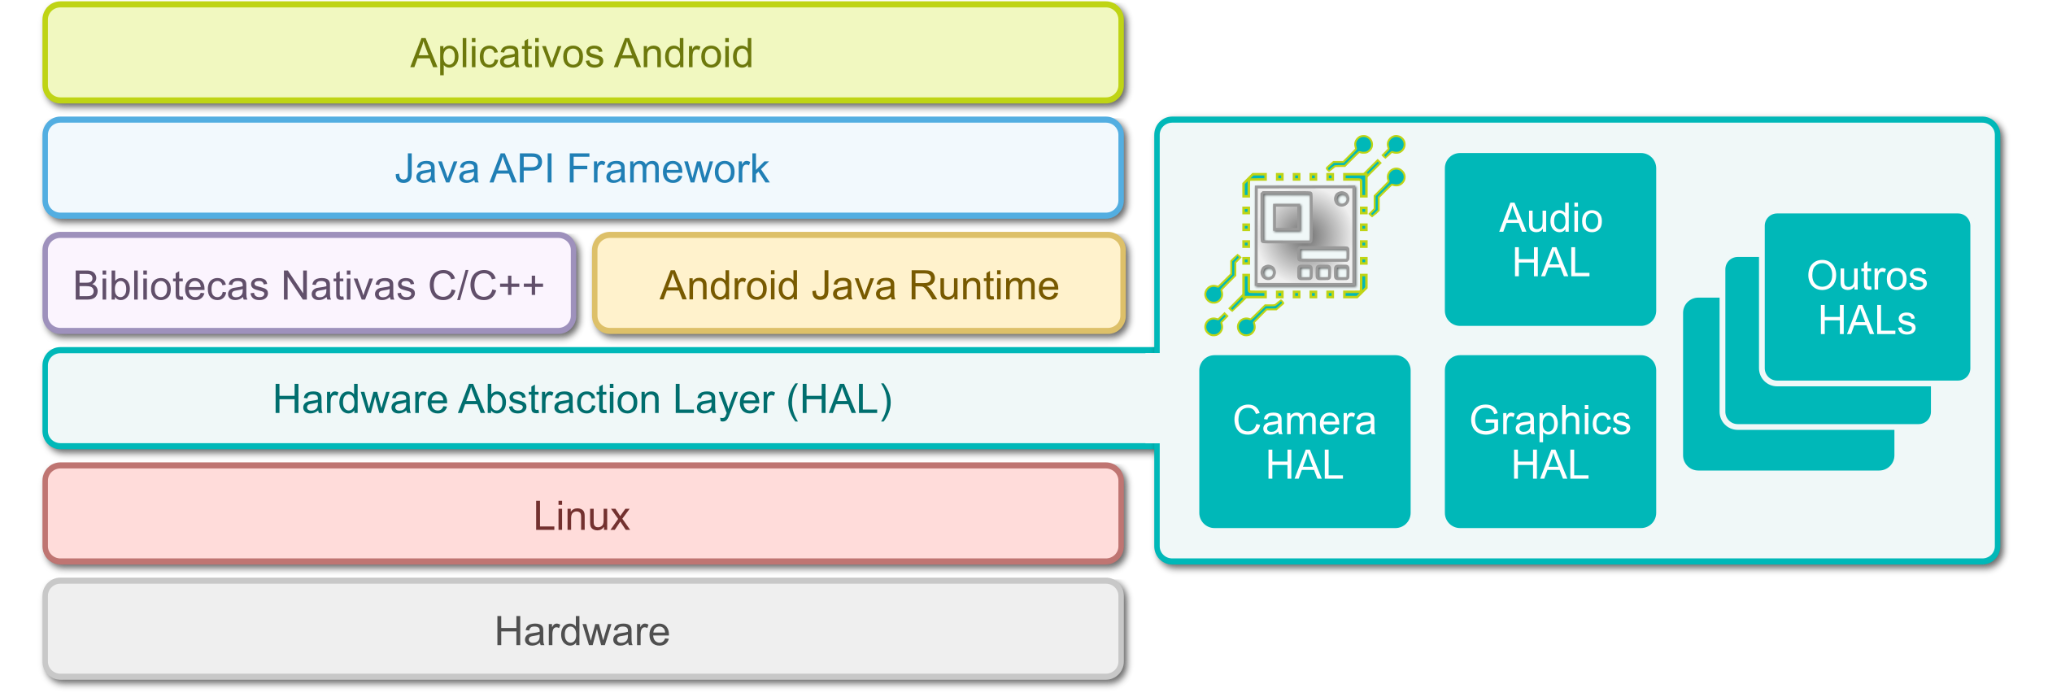 Aplicativos Android
Java API Framework
Bibliotecas Nativas C/C++
Android Java Runtime
Hardware Abstraction Layer (HAL)
Linux
Hardware
Audio
HAL
Camera
HAL
Graphics
HAL
Outros
HALs